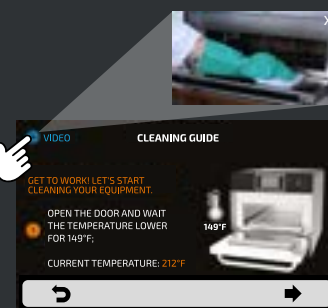 X
VIDEO
CLEANING GUIDE
GET TO WORK! LET'S START
CLEANING YOUR EQUIPMENT.
1
OPEN THE DOOR AND WAIT
THE TEMPERATURE LOWER
FOR 149°F;
149°F
CURRENT TEMPERATURE: 212°F